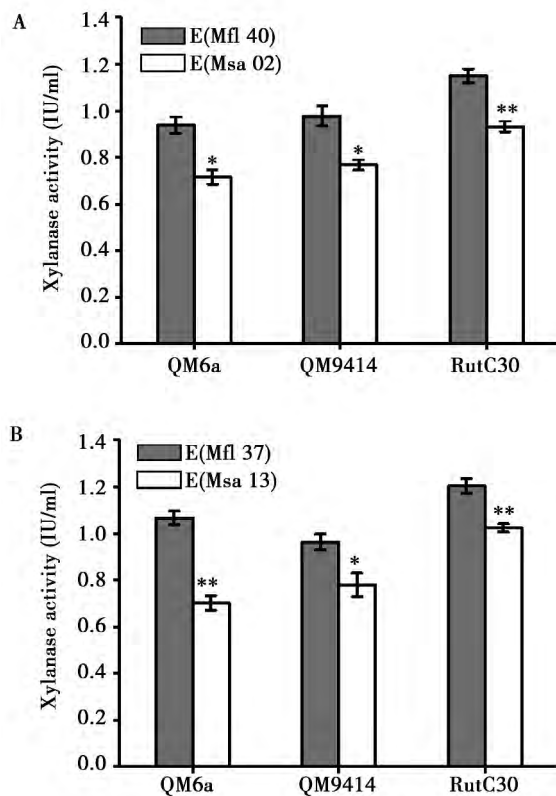 A
1.4
1.2
1.0
0.8
0.6
0.4
0.2
0.0
Xylanase activity (IU/ml)
E(Mfl 40)
E(Msa 02)
*
*
**
QM6a
QM9414
RutC30
B
1.4
1.2
1.0
0.8
0.6
0.4
0.2
0.0
Xylanase activity (IU/ml)
E(Mfl 37)
E(Msa 13)
**
*
**
QM6a
QM9414
RutC30